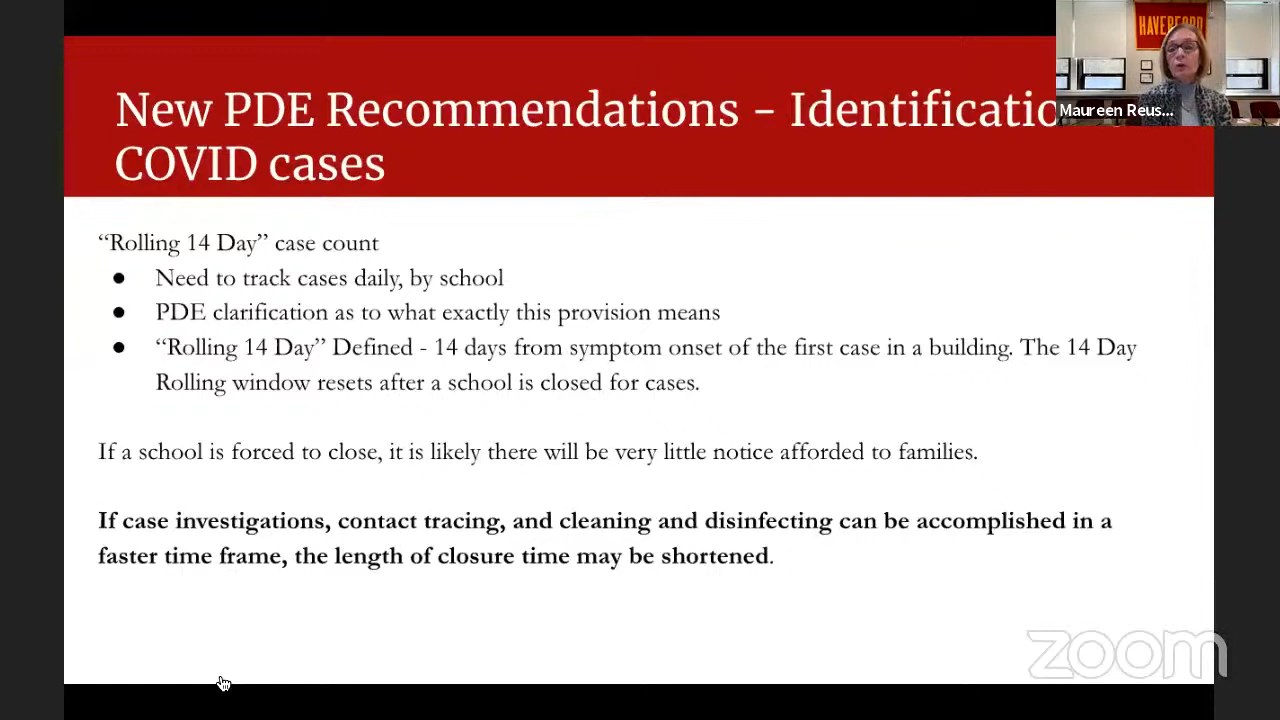 HAVERFORD
Maureen Reus...
New PDE Recommendations - Identificatio
COVID cases
“Rolling 14 Day” case count
● Need to track cases daily, by school
● PDE clarification as to what exactly this provision means
● “Rolling 14 Day” Defined - 14 days from symptom onset of the first case in a building. The 14 Day
Rolling window resets after a school is closed for cases.
If a school is forced to close, it is likely there will be very little notice afforded to families.
If case investigations, contact tracing, and cleaning and disinfecting can be accomplished in a
faster time frame, the length of closure time may be shortened.
zoom